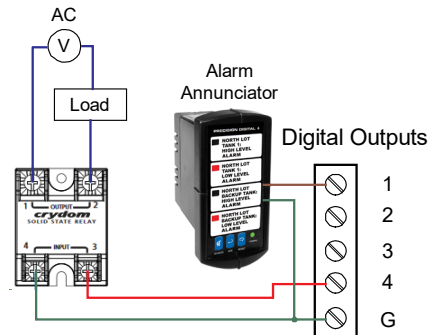 AC
V
Load
Alarm
Annunciator
PRECISION DIGITAL
NORTH LOT
TANK 1:
HIGH LEVEL
ALARM
NORTH LOT
TANK 1:
LOW LEVEL
ALARM
NORTH LOT
BACKUP TANK:
HIGH LEVEL
ALARM
NORTH LOT
BACKUP TANK:
LOW LEVEL
ALARM
Digital Outputs
1
2
3
4
G
1 OUTPUT 2
crydom
SOLID STATE RELAY
4 INPUT 3